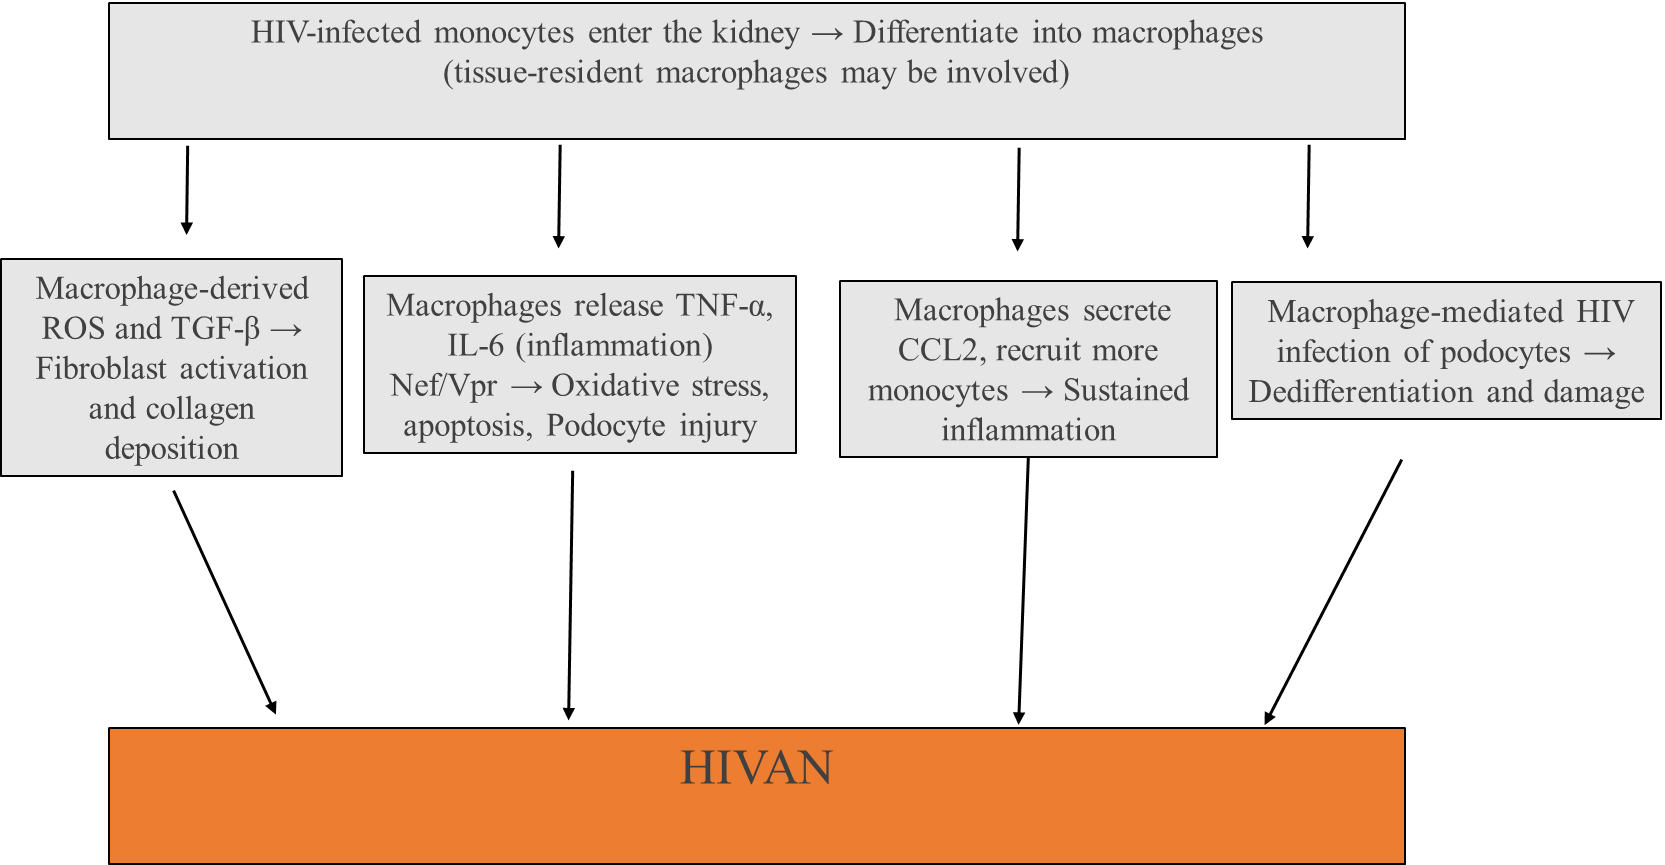 HIV-infected monocytes enter the kidney → Differentiate into macrophages
(tissue-resident macrophages may be involved)
Macrophage-derived
ROS and TGF-β →
Fibroblast activation
and collagen
deposition
Macrophages release TNF-α,
IL-6 (inflammation)
Nef/Vpr → Oxidative stress,
apoptosis, Podocyte injury
Macrophages secrete
CCL2, recruit more
monocytes → Sustained
inflammation
Macrophage-mediated HIV
infection of podocytes →
Dedifferentiation and damage
HIVAN